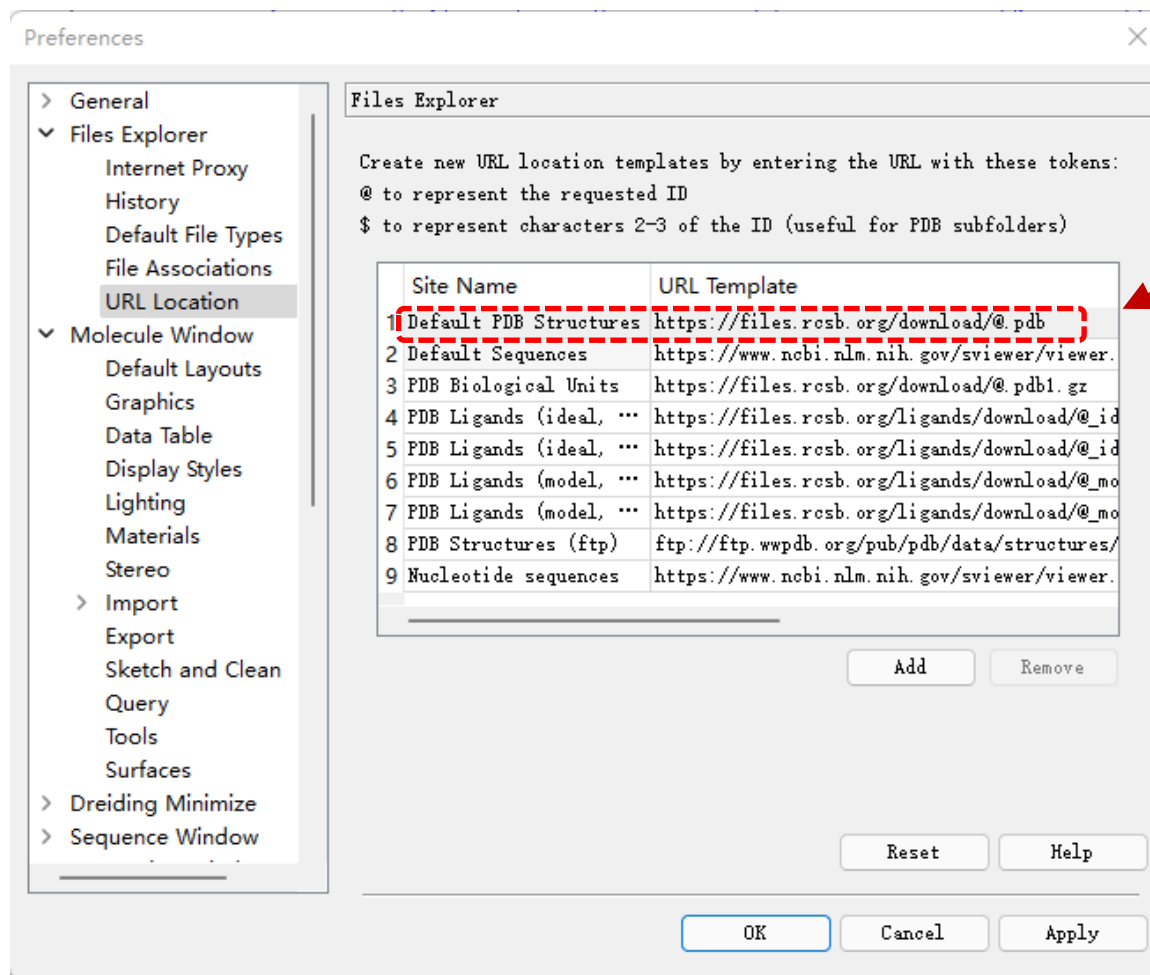 Preferences
General
Files Explorer
Internet Proxy
History
Default File Types
File Associations
URL Location
Molecule Window
Default Layouts
Graphics
Data Table
Display Styles
Lighting
Materials
Stereo
Import
Export
Sketch and Clean
Query
Tools
Surfaces
Dreiding Minimize
Sequence Window
Files Explorer
Create new URL location templates by entering the URL with these tokens:
@ to represent the requested ID
$ to represent characters 2-3 of the ID (useful for PDB subfolders)
Site Name URL Template
1 Default PDB Structures https://files.rcsb.org/download/@.pdb
2 Default Sequences https://www.ncbi.nlm.nih.gov/sviewer/viewer.
3 PDB Biological Units https://files.rcsb.org/download/@.pdb1.gz
4 PDB Ligands (ideal, ··· https://files.rcsb.org/ligands/download/@_id
5 PDB Ligands (ideal, ··· https://files.rcsb.org/ligands/download/@_id
6 PDB Ligands (model, ··· https://files.rcsb.org/ligands/download/@_mo
7 PDB Ligands (model, ··· https://files.rcsb.org/ligands/download/@_mo
8 PDB Structures (ftp) ftp://ftp.wwpdb.org/pub/pdb/data/structures/
9 Nucleotide sequences https://www.ncbi.nlm.nih.gov/sviewer/viewer.
Add Remove
Reset Help
OK Cancel Apply